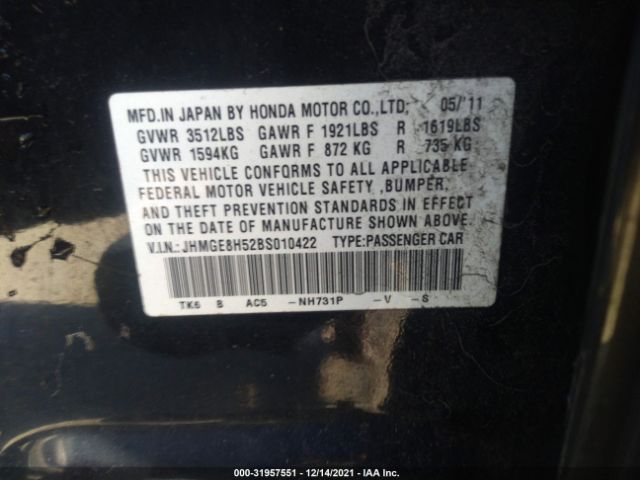 MFD.IN JAPAN BY HONDA MOTOR CO.,LTD; 05/'11
GVWR 3512LBS GAWR F 1921LBS R 1619LBS
GVWR 1594KG GAWR F 872 KG R 735 KG
THIS VEHICLE CONFORMS TO ALL APPLICABLE
FEDERAL MOTOR VEHICLE SAFETY ,BUMPER,
AND THEFT PREVENTION STANDARDS IN EFFECT
ON THE DATE OF MANUFACTURE SHOWN ABOVE.
V.I.N.: JHMGE8H52BS010422 TYPE:PASSENGER CAR
TK6 B AC5 -NH731P -V -S
000-31957551 - 12/14/2021 - IAA Inc.